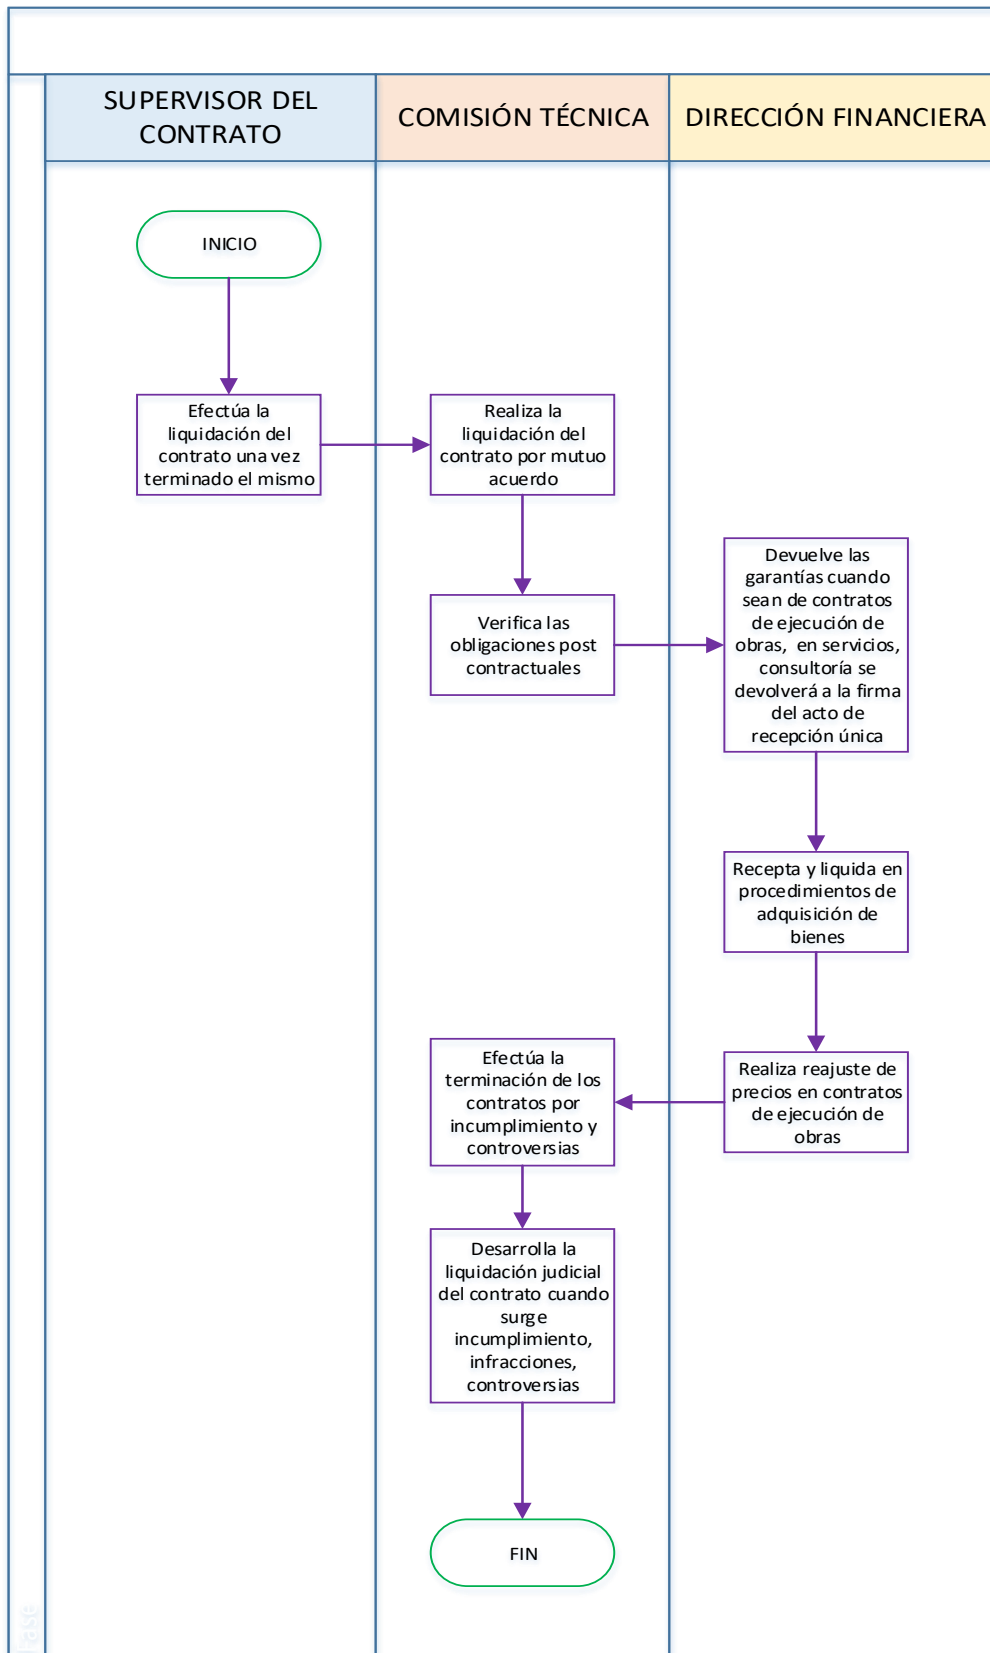 SUPERVISOR DEL
CONTRATO
COMISIÓN TÉCNICA
DIRECCIÓN FINANCIERA
INICIO
Efectúa la
liquidación del
contrato una vez
terminado el mismo
Realiza la
liquidación del
contrato por mutuo
acuerdo
Verifica las
obligaciones post
contractuales
Devuelve las
garantías cuando
sean de contratos
de ejecución de
obras, en servicios,
consultoría se
devolverá a la firma
del acto de
recepción única
Recepta y liquida en
procedimientos de
adquisición de
bienes
Realiza reajuste de
precios en contratos
de ejecución de
obras
Efectúa la
terminación de los
contratos por
incumplimiento y
controversias
Desarrolla la
liquidación judicial
del contrato cuando
surge
incumplimiento,
infracciones,
controversias
FIN
Fase